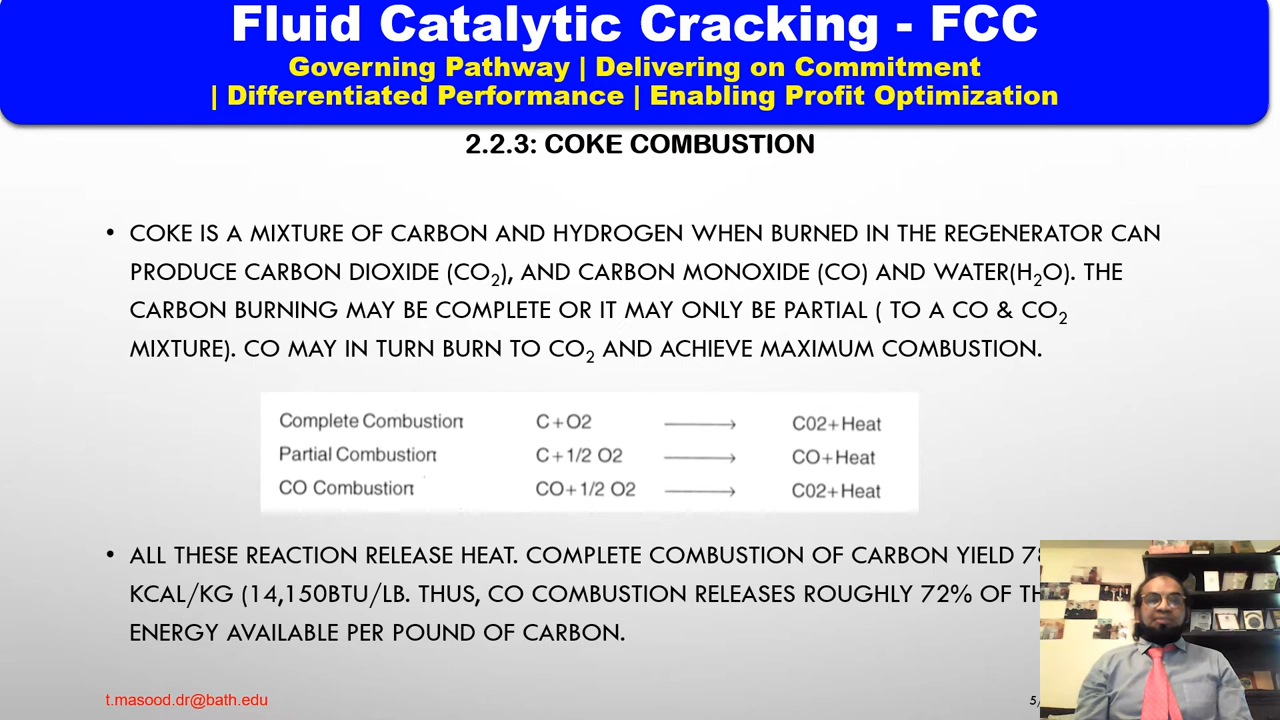 Fluid Catalytic Cracking - FCC
Governing Pathway | Delivering on Commitment
| Differentiated Performance | Enabling Profit Optimization
2.2.3: COKE COMBUSTION
• COKE IS A MIXTURE OF CARBON AND HYDROGEN WHEN BURNED IN THE REGENERATOR CAN
PRODUCE CARBON DIOXIDE (CO₂), AND CARBON MONOXIDE (CO) AND WATER(H₂O). THE
CARBON BURNING MAY BE COMPLETE OR IT MAY ONLY BE PARTIAL ( TO A CO & CO₂
MIXTURE). CO MAY IN TURN BURN TO CO₂ AND ACHIEVE MAXIMUM COMBUSTION.
Complete Combustion C+O2 ⟶ C02+Heat
Partial Combustion C+1/2 O2 ⟶ CO+Heat
CO Combustion CO+1/2 O2 ⟶ C02+Heat
• ALL THESE REACTION RELEASE HEAT. COMPLETE COMBUSTION OF CARBON YIELD
KCAL/KG (14,150BTU/LB. THUS, CO COMBUSTION RELEASES ROUGHLY 72% OF
ENERGY AVAILABLE PER POUND OF CARBON.
t.masood.dr@bath.edu